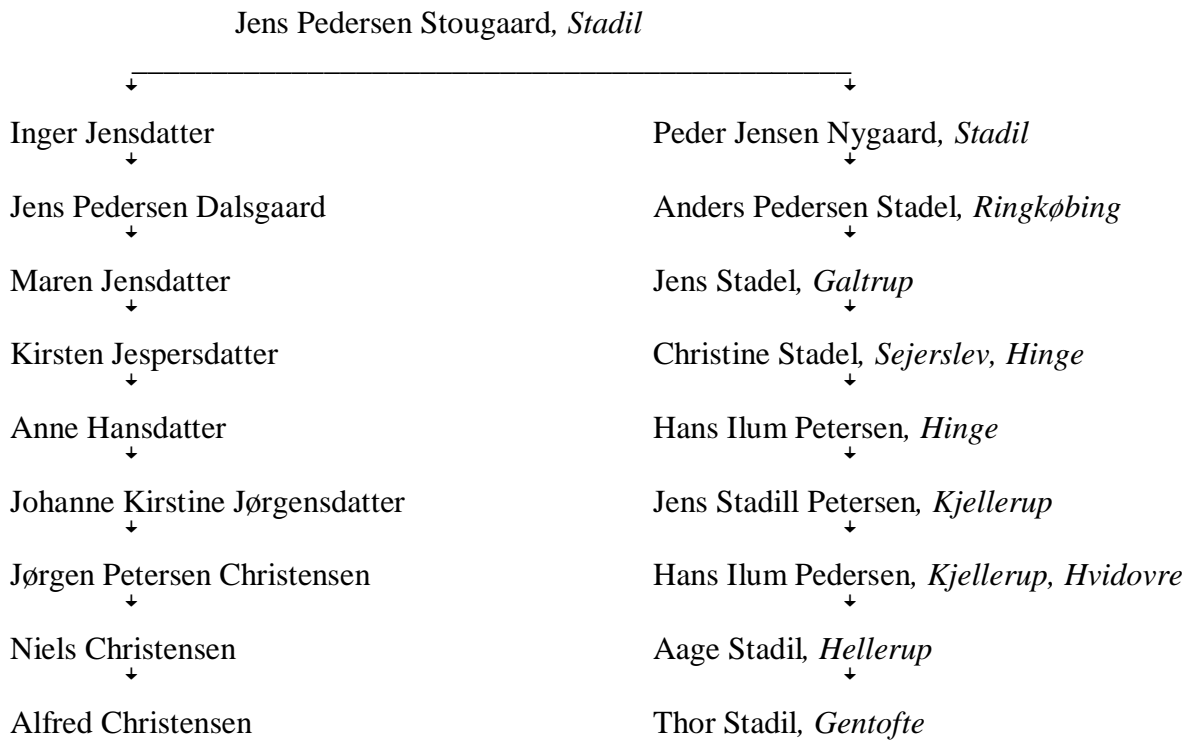 Jens Pedersen Stougaard, Stadil
Inger Jensdatter Peder Jensen Nygaard, Stadil
Jens Pedersen Dalsgaard Anders Pedersen Stadel, Ringkøbing
Maren Jensdatter Jens Stadel, Galtrup
Kirsten Jespersdatter Christine Stadel, Sejerslev, Hinge
Anne Hansdatter Hans Ilum Petersen, Hinge
Johanne Kirstine Jørgensdatter Jens Stadill Petersen, Kjellerup
Jørgen Petersen Christensen Hans Ilum Pedersen, Kjellerup, Hvidovre
Niels Christensen Aage Stadil, Hellerup
Alfred Christensen Thor Stadil, Gentofte